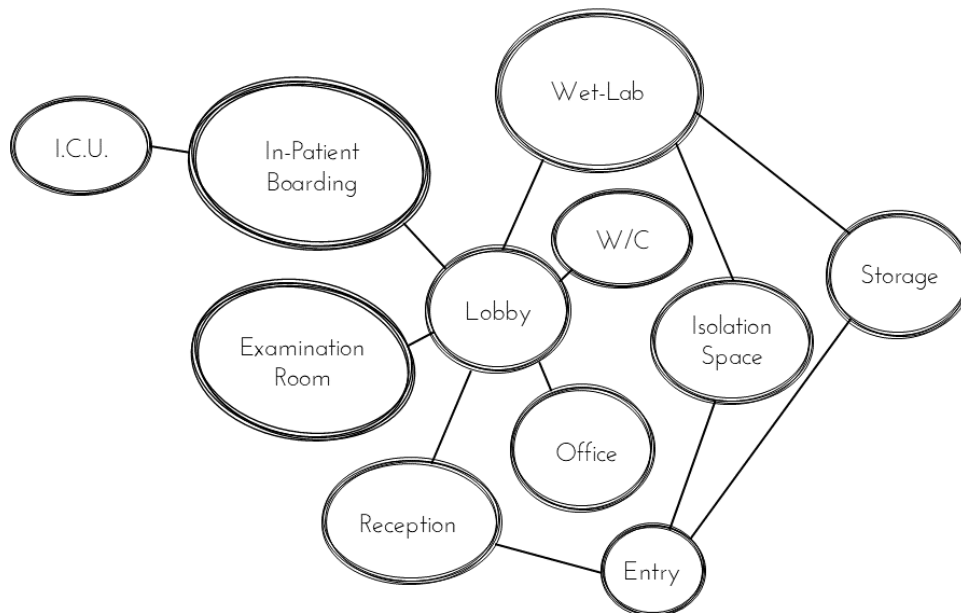 Wet-Lab
I.C.U.
In-Patient
Boarding
W/C
Storage
Lobby
Isolation
Space
Examination
Room
Office
Reception
Entry